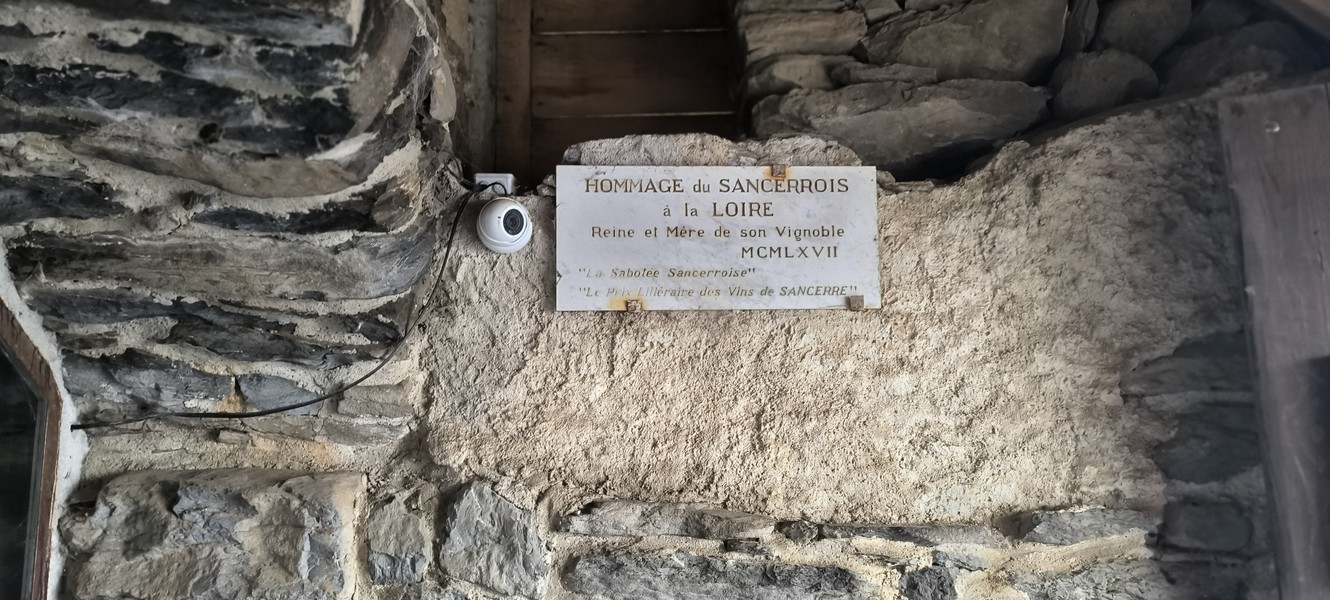 HOMMAGE du SANCERROIS
à la LOIRE
Reine et Mère de son Vignoble
MCMLXVII
"La Sabotée Sancerroise"
"Le Prix Littéraire des Vins de SANCERRE"